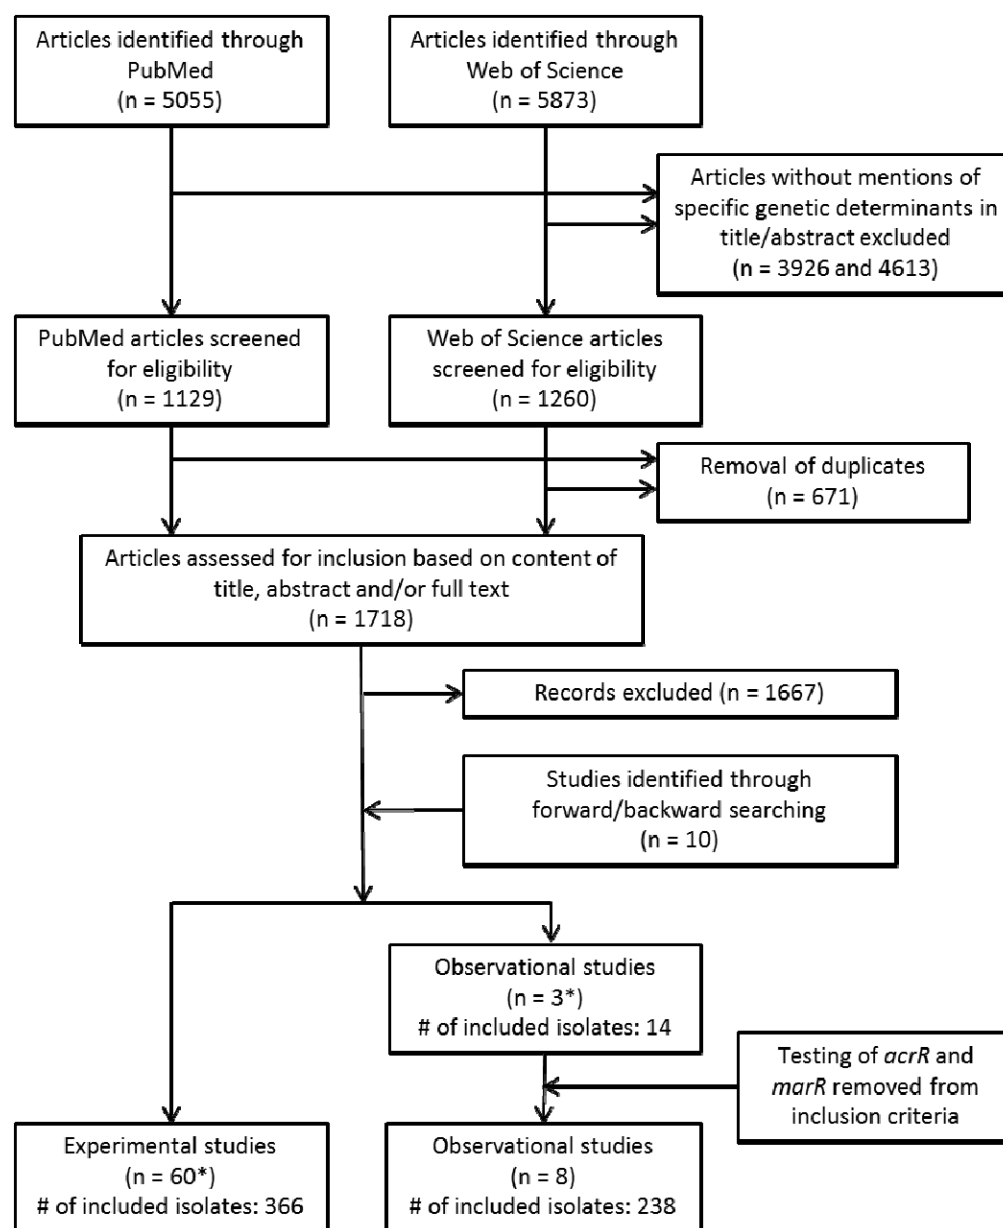 Articles identified through
PubMed
(n = 5055)
Articles identified through
Web of Science
(n = 5873)
Articles without mentions of
specific genetic determinants in
title/abstract excluded
(n = 3926 and 4613)
PubMed articles screened
for eligibility
(n = 1129)
Web of Science articles
screened for eligibility
(n = 1260)
Removal of duplicates
(n = 671)
Articles assessed for inclusion based on content of
title, abstract and/or full text
(n = 1718)
Records excluded (n = 1667)
Studies identified through
forward/backward searching
(n = 10)
Observational studies
(n = 3*)
# of included isolates: 14
Testing of acrR and
marR removed from
inclusion criteria
Experimental studies
(n = 60*)
# of included isolates: 366
Observational studies
(n = 8)
# of included isolates: 238